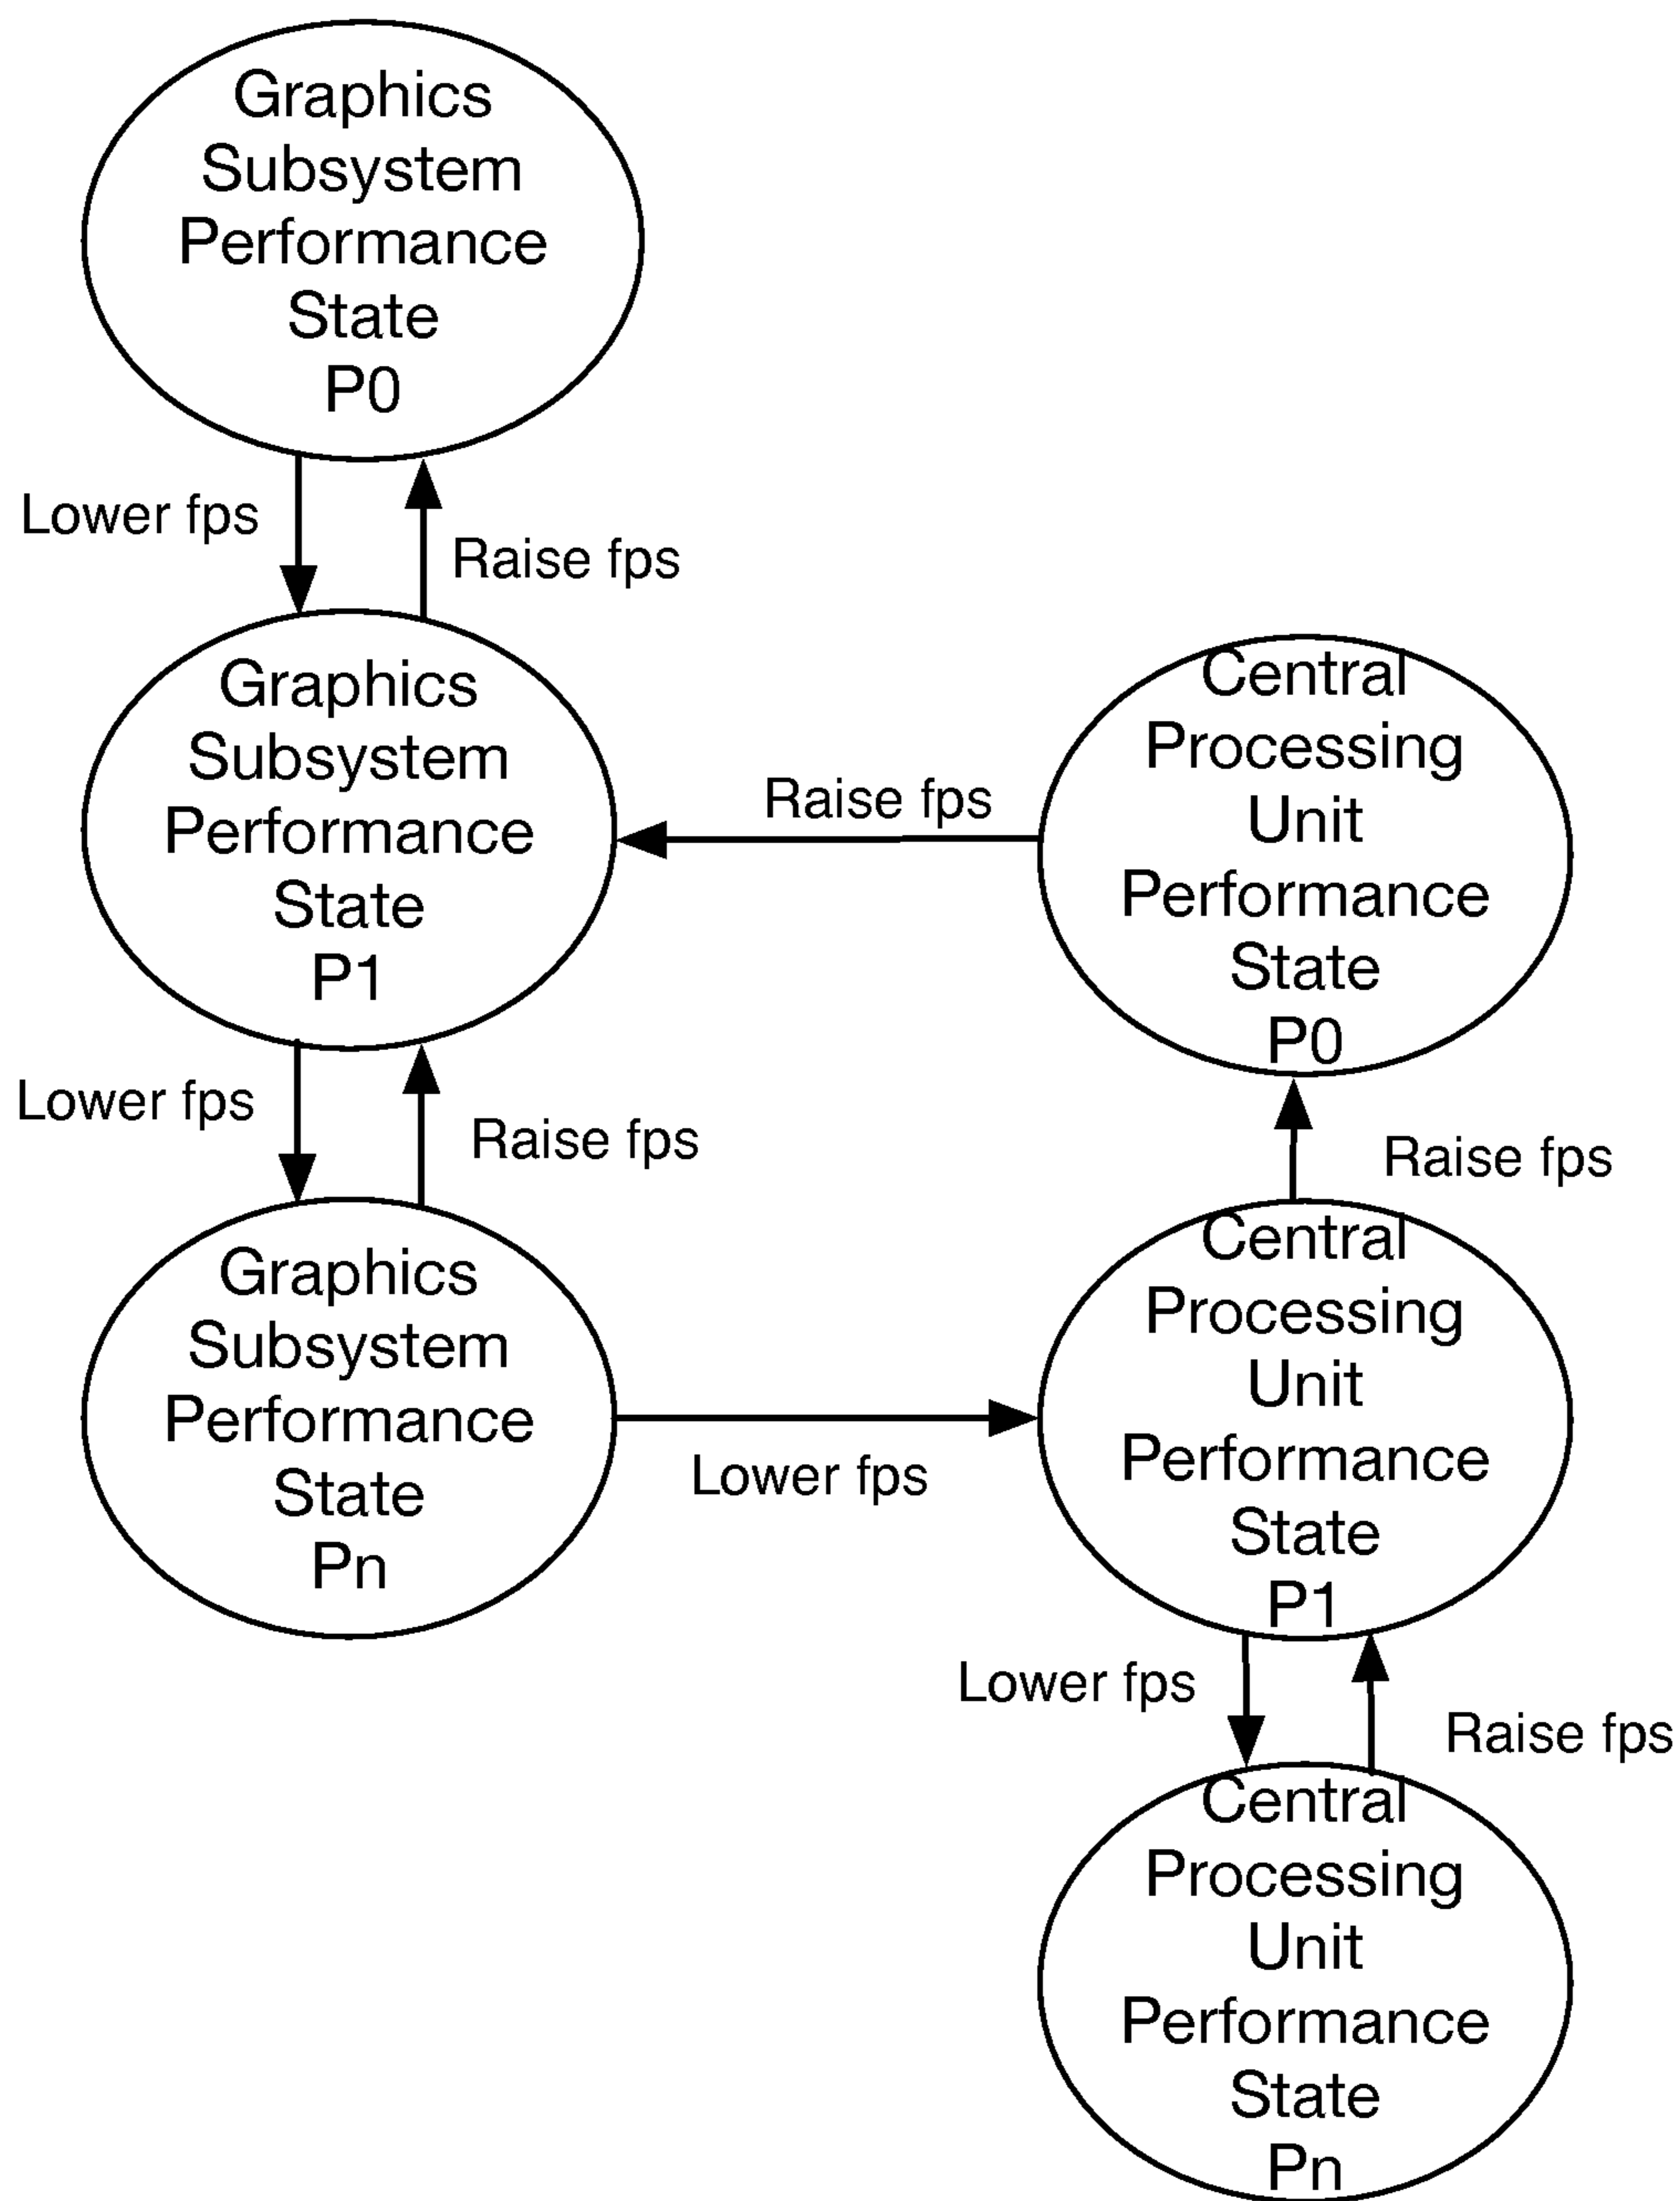 Graphics
Subsystem
Performance
State
P0
Lower fps
Raise fps
Graphics
Subsystem
Performance
State
P1
Raise fps
Central
Processing
Unit
Performance
State
P0
Lower fps
Raise fps
Raise fps
Graphics
Subsystem
Performance
State
Pn
Lower fps
Central
Processing
Unit
Performance
State
P1
Lower fps
Raise fps
Central
Processing
Unit
Performance
State
Pn